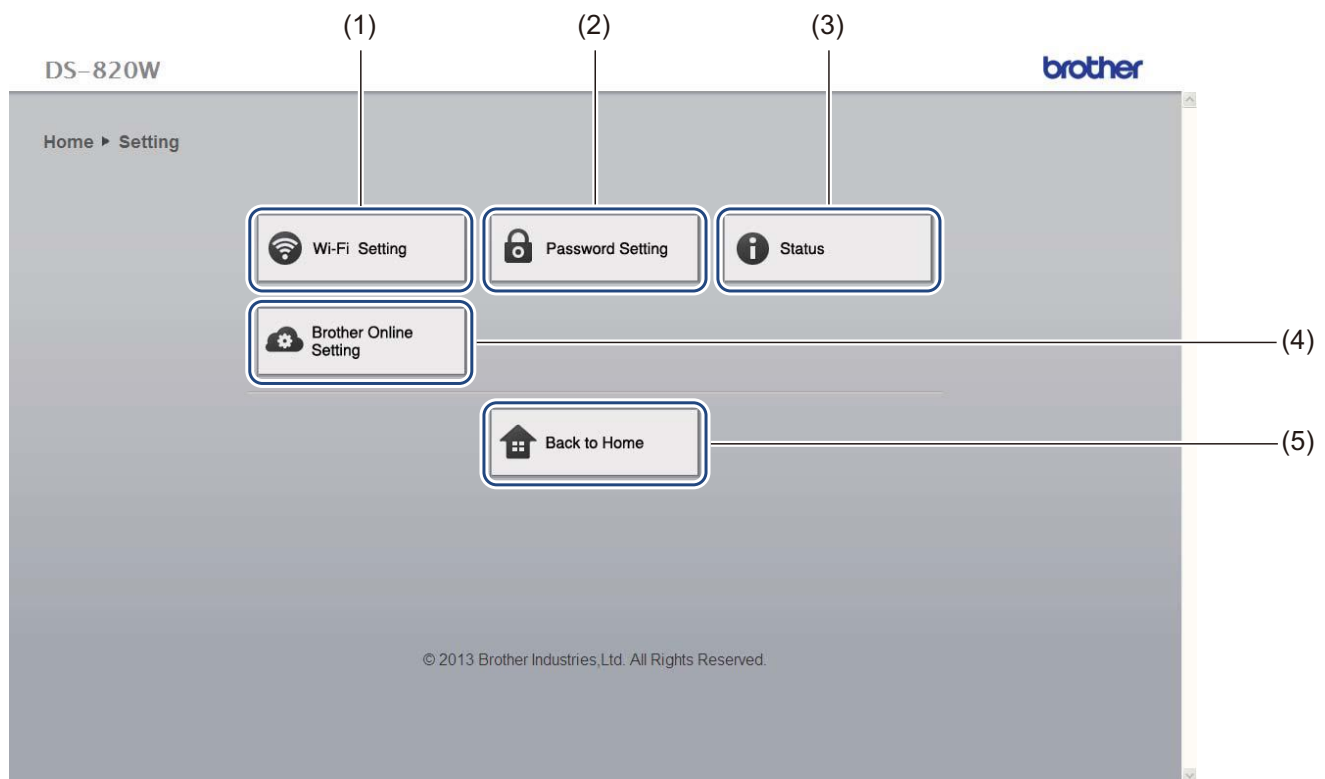 (1) (2) (3)
DS-820W brother
Home ▶ Setting
Wi-Fi Setting Password Setting Status
Brother Online
Setting
(4)
Back to Home
(5)
© 2013 Brother Industries,Ltd. All Rights Reserved.